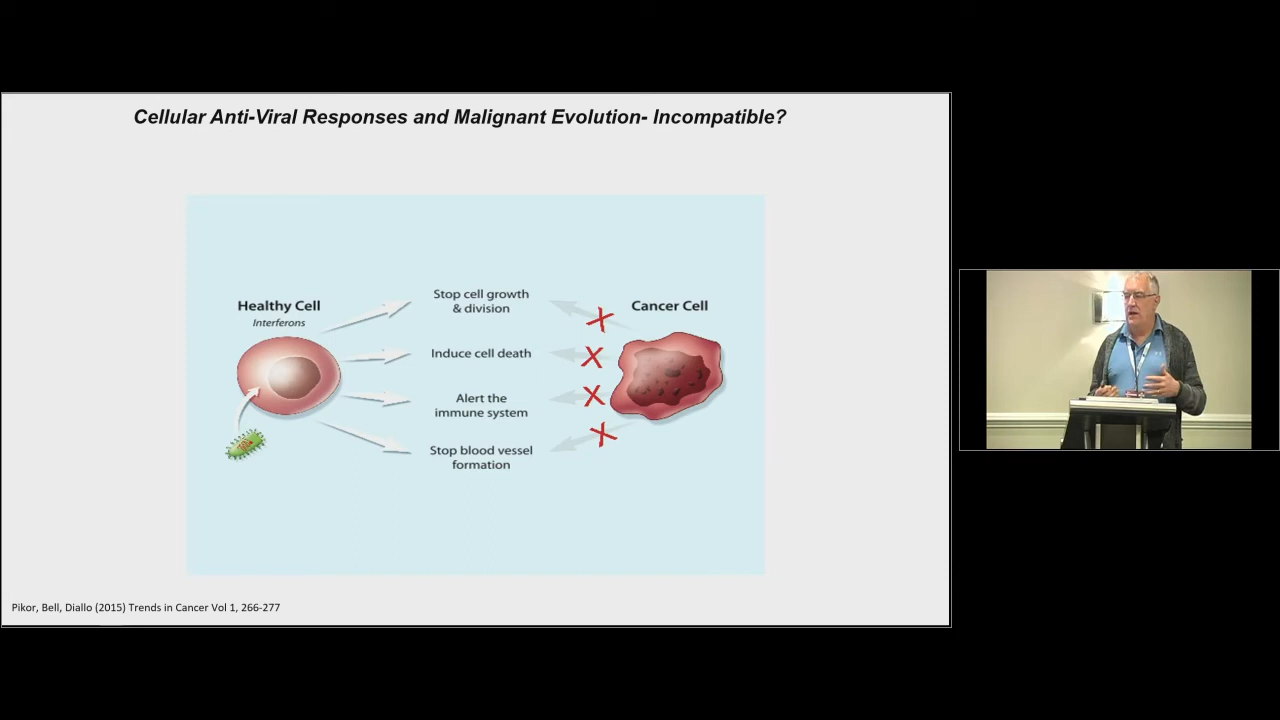 Cellular Anti-Viral Responses and Malignant Evolution- Incompatible?
Healthy Cell
Interferons
Stop cell growth
& division
Induce cell death
Alert the
immune system
Stop blood vessel
formation
Cancer Cell
Pikor, Bell, Diallo (2015) Trends in Cancer Vol 1, 266-277